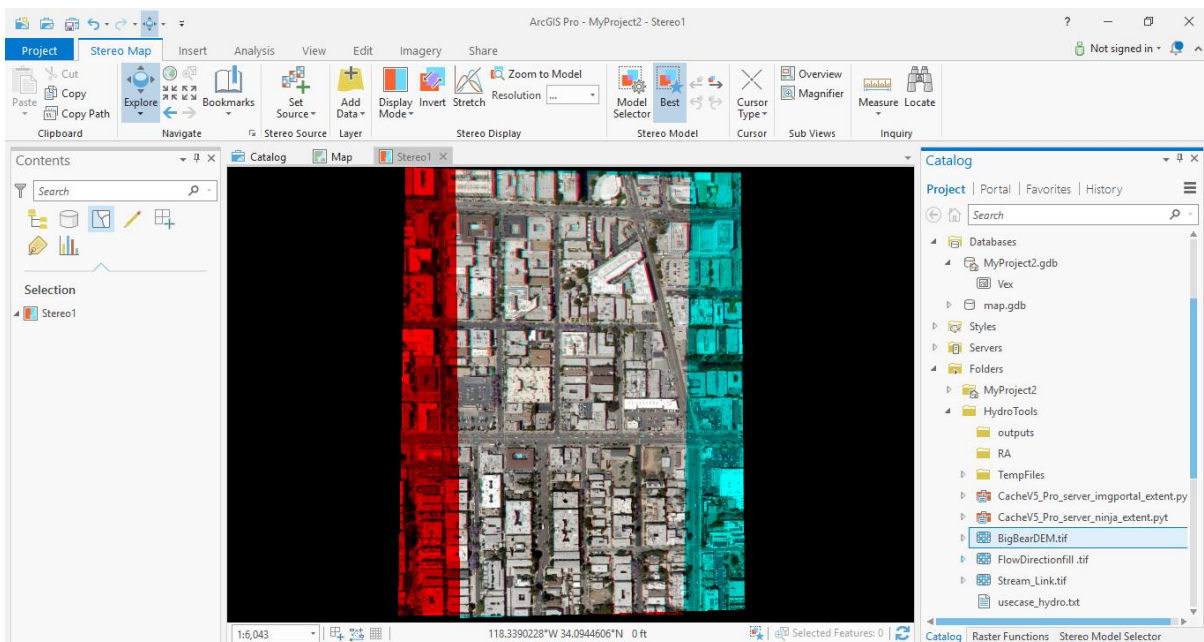 ArcGIS Pro - MyProject2 - Stereo1
?
Project Stereo Map Insert Analysis View Edit Imagery Share
Not signed in
Paste
Cut
Copy
Copy Path
Clipboard
Explore
Bookmarks
Navigate
Set Source
Stereo Source
Add Data
Layer
Display Mode
Invert
Stretch
Zoom to Model
Resolution ...
Stereo Display
Model Selector
Best
Stereo Model
Cursor Type
Cursor
Overview
Magnifier
Sub Views
Measure
Locate
Inquiry
Contents
Search
Selection
Stereo1
Catalog Map Stereo1
1:6,043
118.3390228°W 34.0944606°N 0 ft
Selected Features: 0
Catalog
Project | Portal | Favorites | History
Search
Databases
MyProject2.gdb
Vex
map.gdb
Styles
Servers
Folders
MyProject2
HydroTools
outputs
RA
TempFiles
CacheV5_Pro_server_imgportal_extent.py
CacheV5_Pro_server_ninja_extent.pyt
BigBearDEM.tif
FlowDirectionfill .tif
Stream_Link.tif
usecase_hydro.txt
Catalog Raster Functions Stereo Model Selector